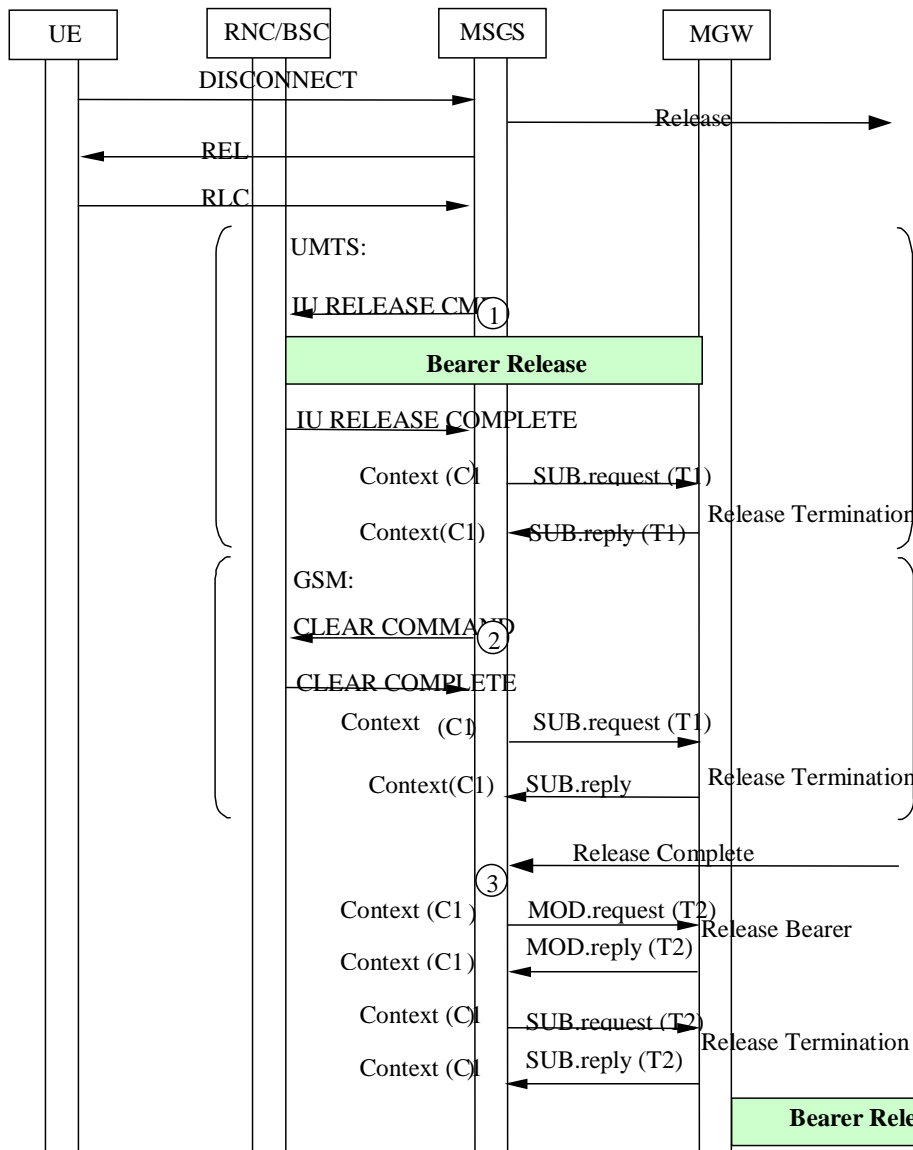 UE
RNC/BSC
MSC-S
MGW
DISCONNECT
Release
REL
RLC
UMTS:
IU RELEASE CM
1
Bearer Release
IU RELEASE COMPLETE
Context (C1
SUB.request (T1)
Context(C1)
SUB.reply (T1)
Release Termination
GSM:
CLEAR COMMAND
2
CLEAR COMPLETE
Context (C1)
SUB.request (T1)
Context(C1)
SUB.reply
Release Termination
Release Complete
3
Context (C1)
MOD.request (T2)
Release Bearer
Context (C1)
MOD.reply (T2)
Context (C1
SUB.request (T2)
Release Termination
Context (C1
SUB.reply (T2)
Bearer Rele